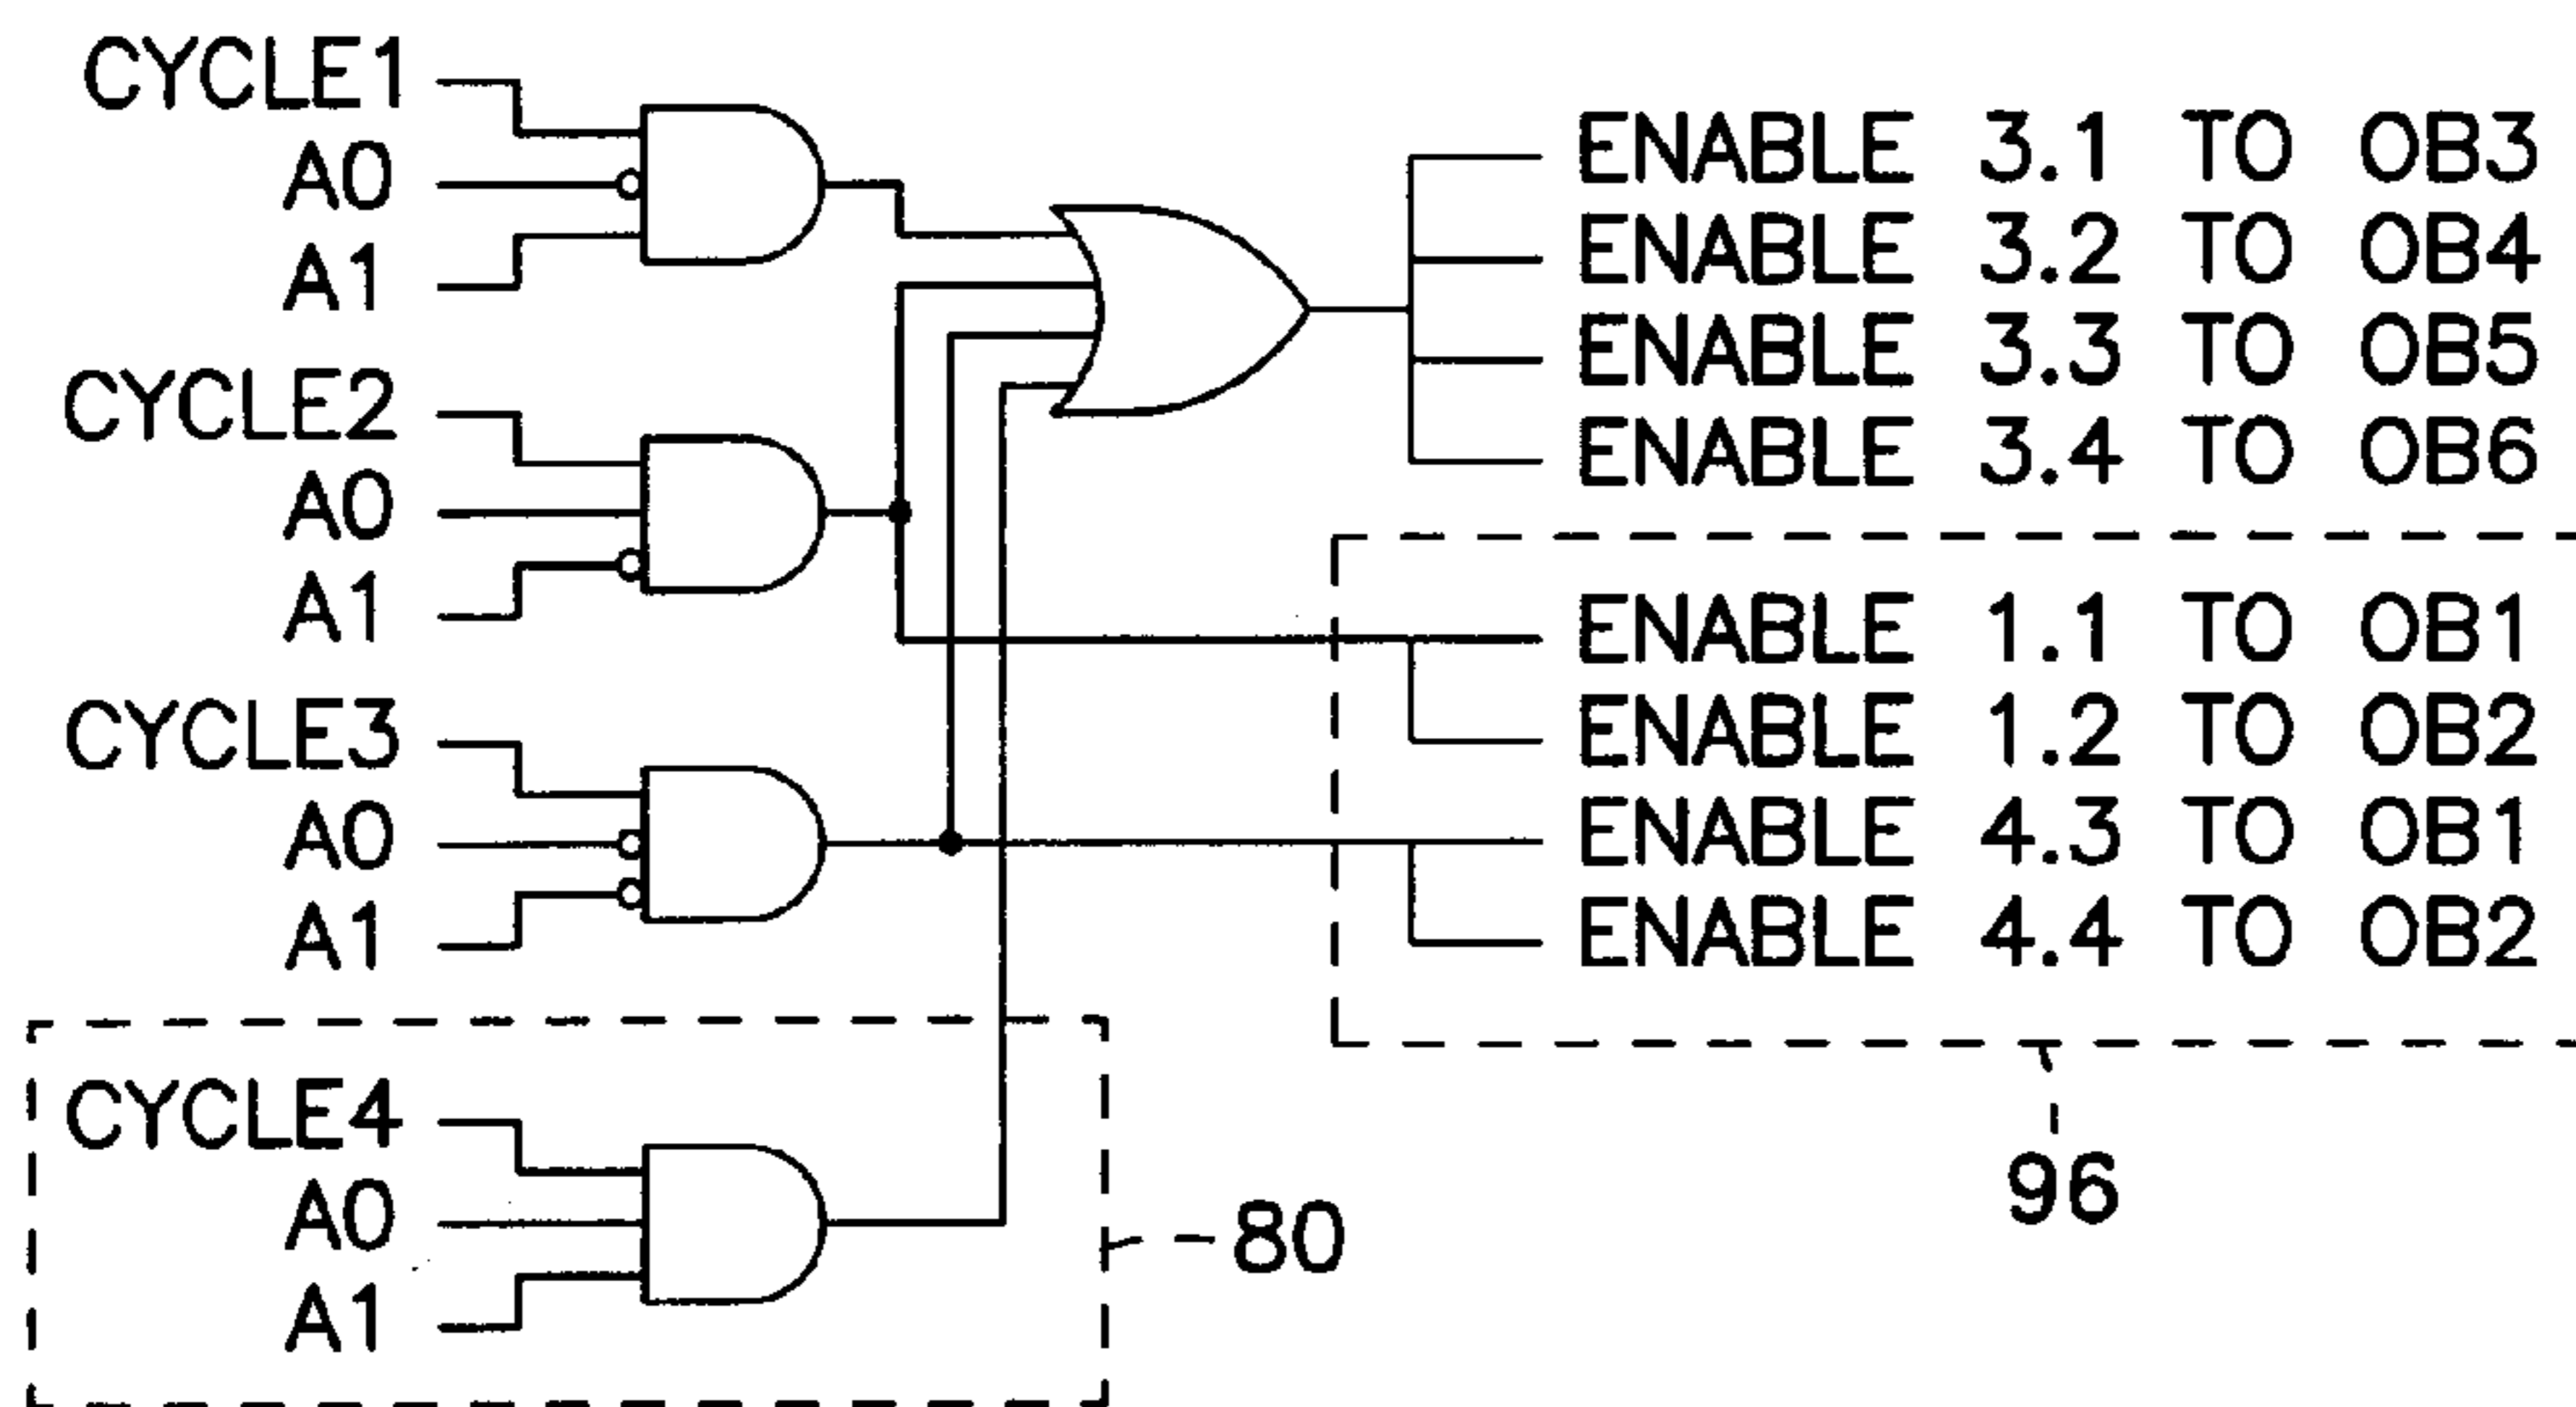 CYCLE1
A0
A1
CYCLE2
A0
A1
CYCLE3
A0
A1
CYCLE4
A0
A1
80
ENABLE 3.1 TO OB3
ENABLE 3.2 TO OB4
ENABLE 3.3 TO OB5
ENABLE 3.4 TO OB6
ENABLE 1.1 TO OB1
ENABLE 1.2 TO OB2
ENABLE 4.3 TO OB1
ENABLE 4.4 TO OB2
96